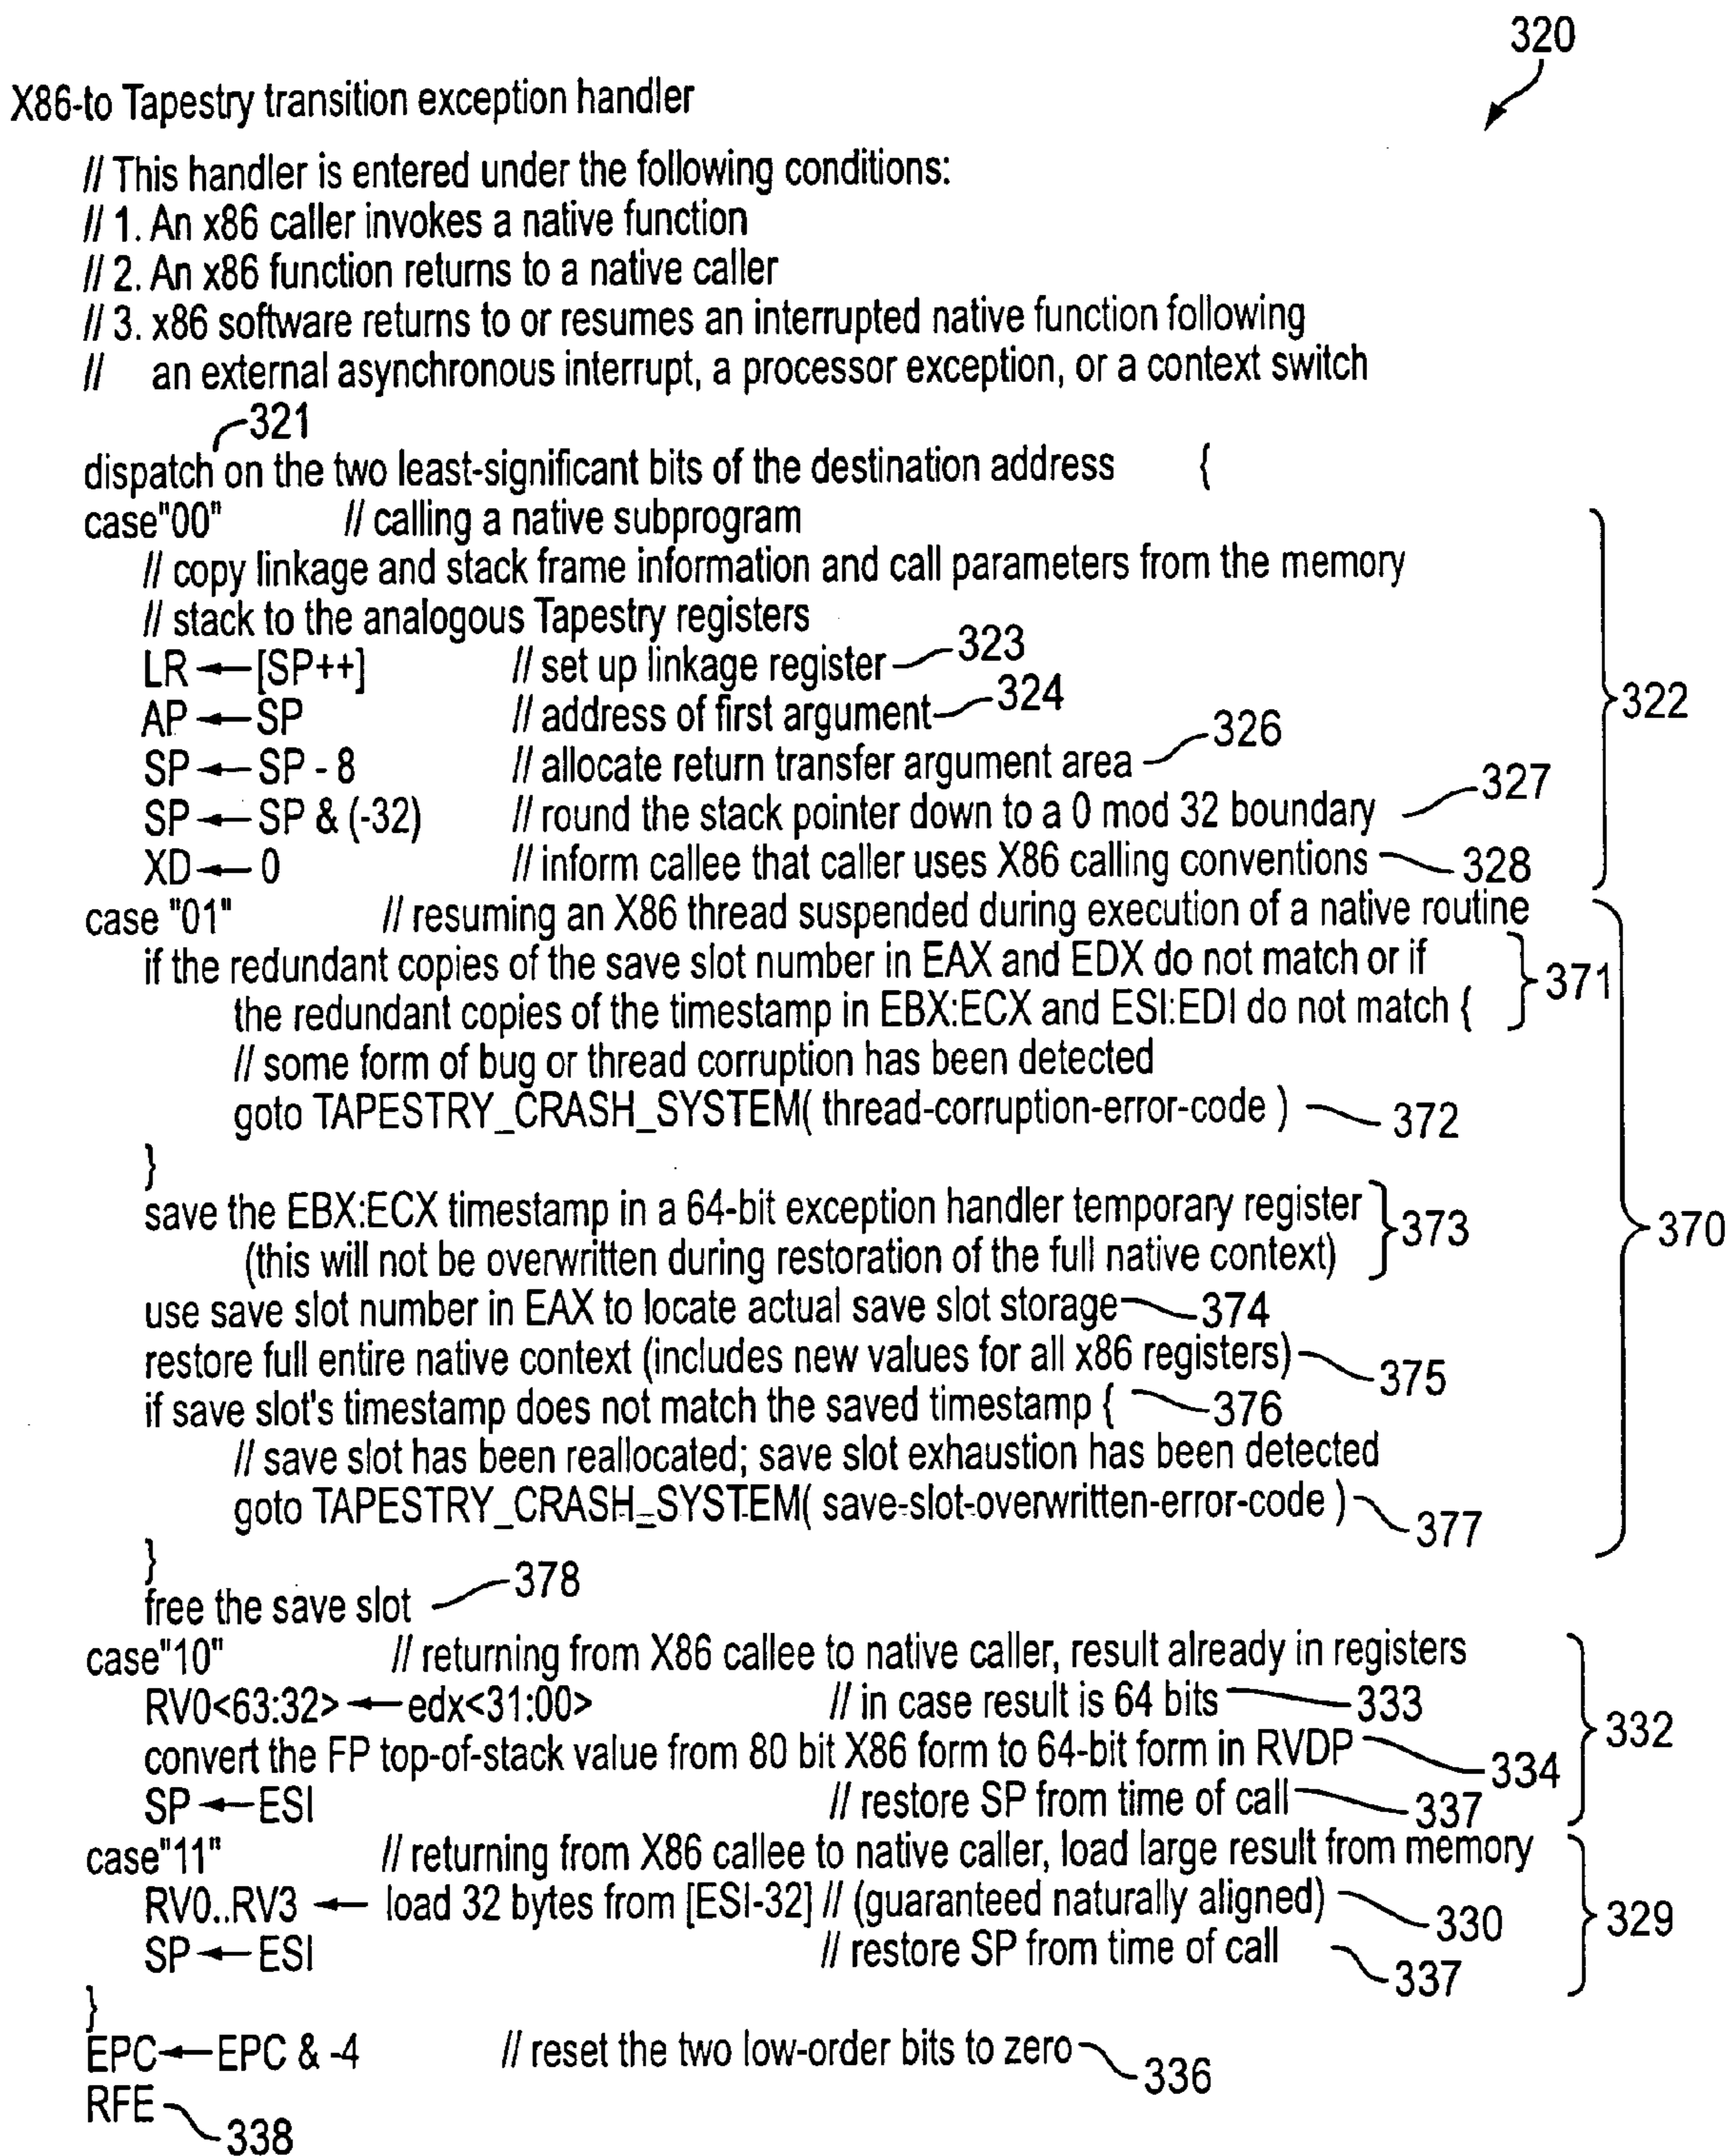 320
X86-to Tapestry transition exception handler
// This handler is entered under the following conditions:
// 1. An x86 caller invokes a native function
// 2. An x86 function returns to a native caller
// 3. x86 software returns to or resumes an interrupted native function following
// an external asynchronous interrupt, a processor exception, or a context switch
321
dispatch on the two least-significant bits of the destination address {
case"00" // calling a native subprogram
// copy linkage and stack frame information and call parameters from the memory
// stack to the analogous Tapestry registers
LR ← [SP++] // set up linkage register 323
AP ← SP // address of first argument 324
322
SP ← SP - 8 // allocate return transfer argument area 326
SP ← SP & (-32) // round the stack pointer down to a 0 mod 32 boundary 327
XD ← 0 // inform callee that caller uses X86 calling conventions 328
case "01" // resuming an X86 thread suspended during execution of a native routine
if the redundant copies of the save slot number in EAX and EDX do not match or if
371
the redundant copies of the timestamp in EBX:ECX and ESI:EDI do not match {
// some form of bug or thread corruption has been detected
goto TAPESTRY_CRASH_SYSTEM( thread-corruption-error-code ) 372
}
save the EBX:ECX timestamp in a 64-bit exception handler temporary register
373
370
(this will not be overwritten during restoration of the full native context)
use save slot number in EAX to locate actual save slot storage 374
restore full entire native context (includes new values for all x86 registers) 375
if save slot's timestamp does not match the saved timestamp { 376
// save slot has been reallocated; save slot exhaustion has been detected
goto TAPESTRY_CRASH_SYSTEM( save-slot-overwritten-error-code ) 377
}
free the save slot 378
case"10" // returning from X86 callee to native caller, result already in registers
RV0<63:32> ← edx<31:00> // in case result is 64 bits 333
332
convert the FP top-of-stack value from 80 bit X86 form to 64-bit form in RVDP 334
SP ← ESI // restore SP from time of call 337
case"11" // returning from X86 callee to native caller, load large result from memory
RV0..RV3 ← load 32 bytes from [ESI-32] // (guaranteed naturally aligned) 330
329
SP ← ESI // restore SP from time of call 337
}
EPC ← EPC & -4 // reset the two low-order bits to zero 336
RFE 338